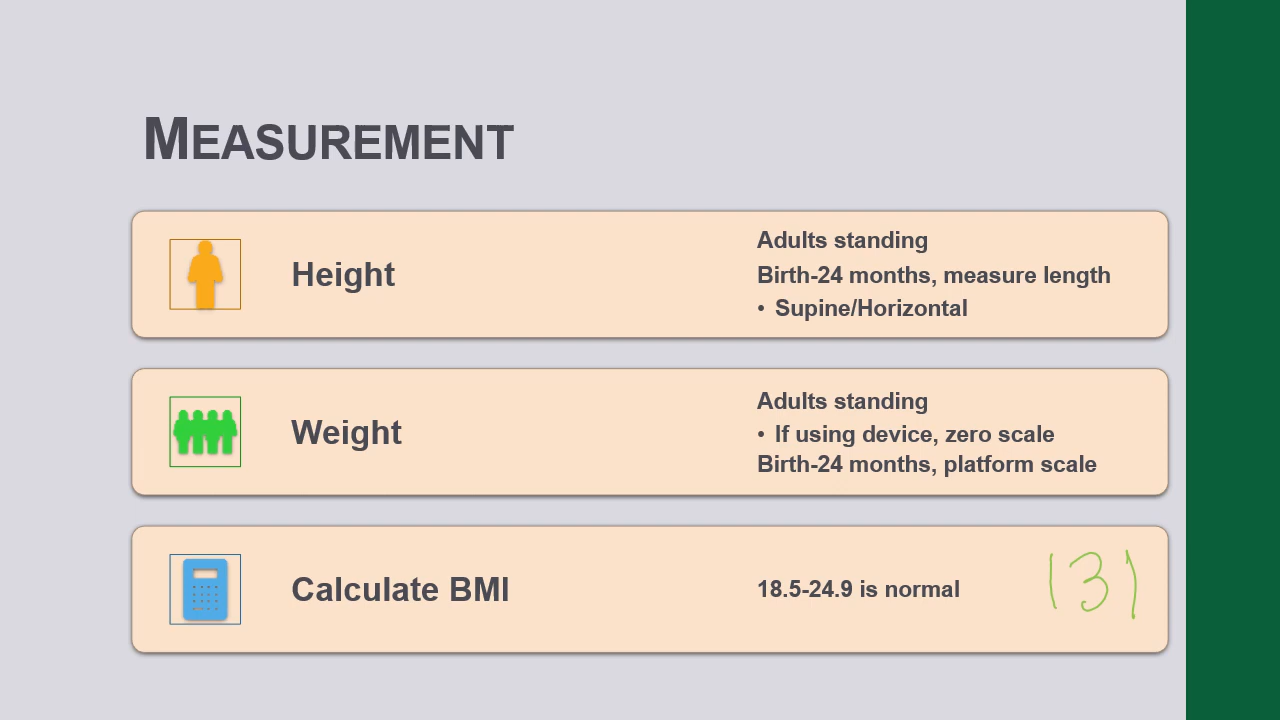 MEASUREMENT
Height
Adults standing
Birth-24 months, measure length
• Supine/Horizontal
Weight
Adults standing
• If using device, zero scale
Birth-24 months, platform scale
Calculate BMI
18.5-24.9 is normal
(3)